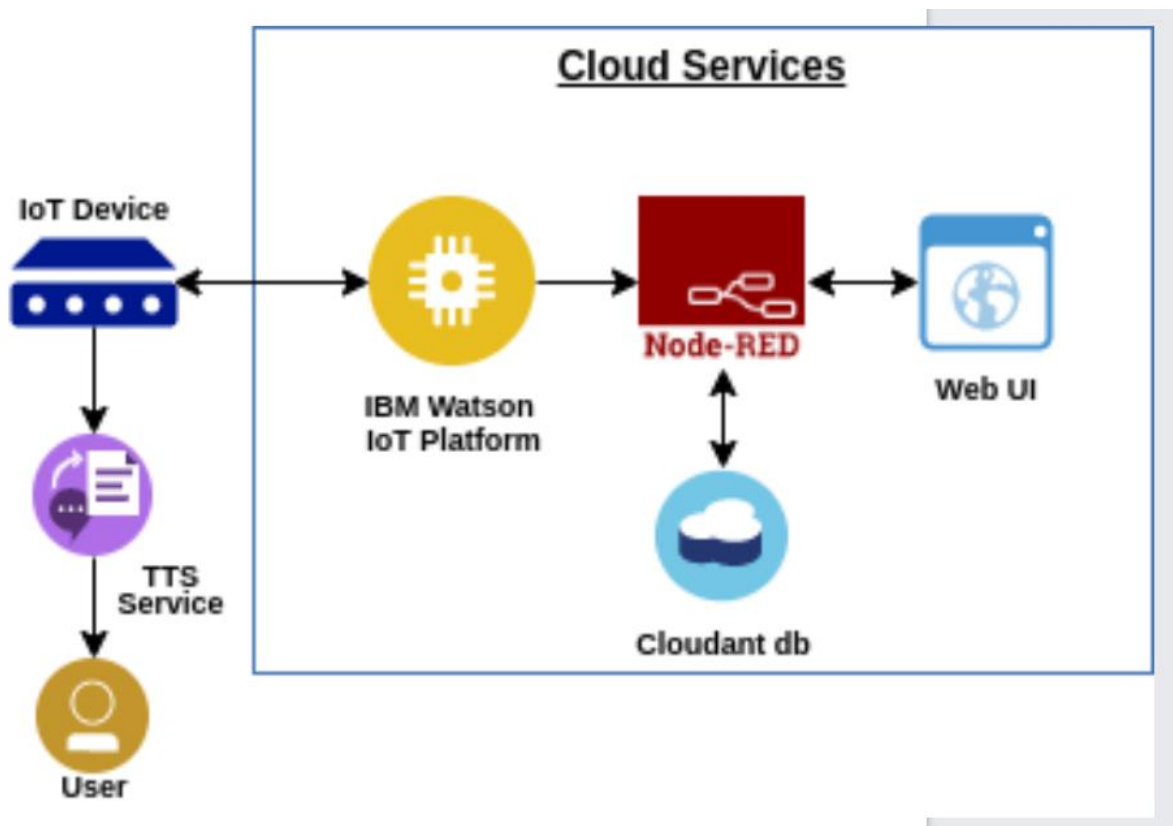 Cloud Services
IoT Device
Node-RED
Web UI
IBM Watson
IoT Platform
TTS
Service
Cloudant db
User